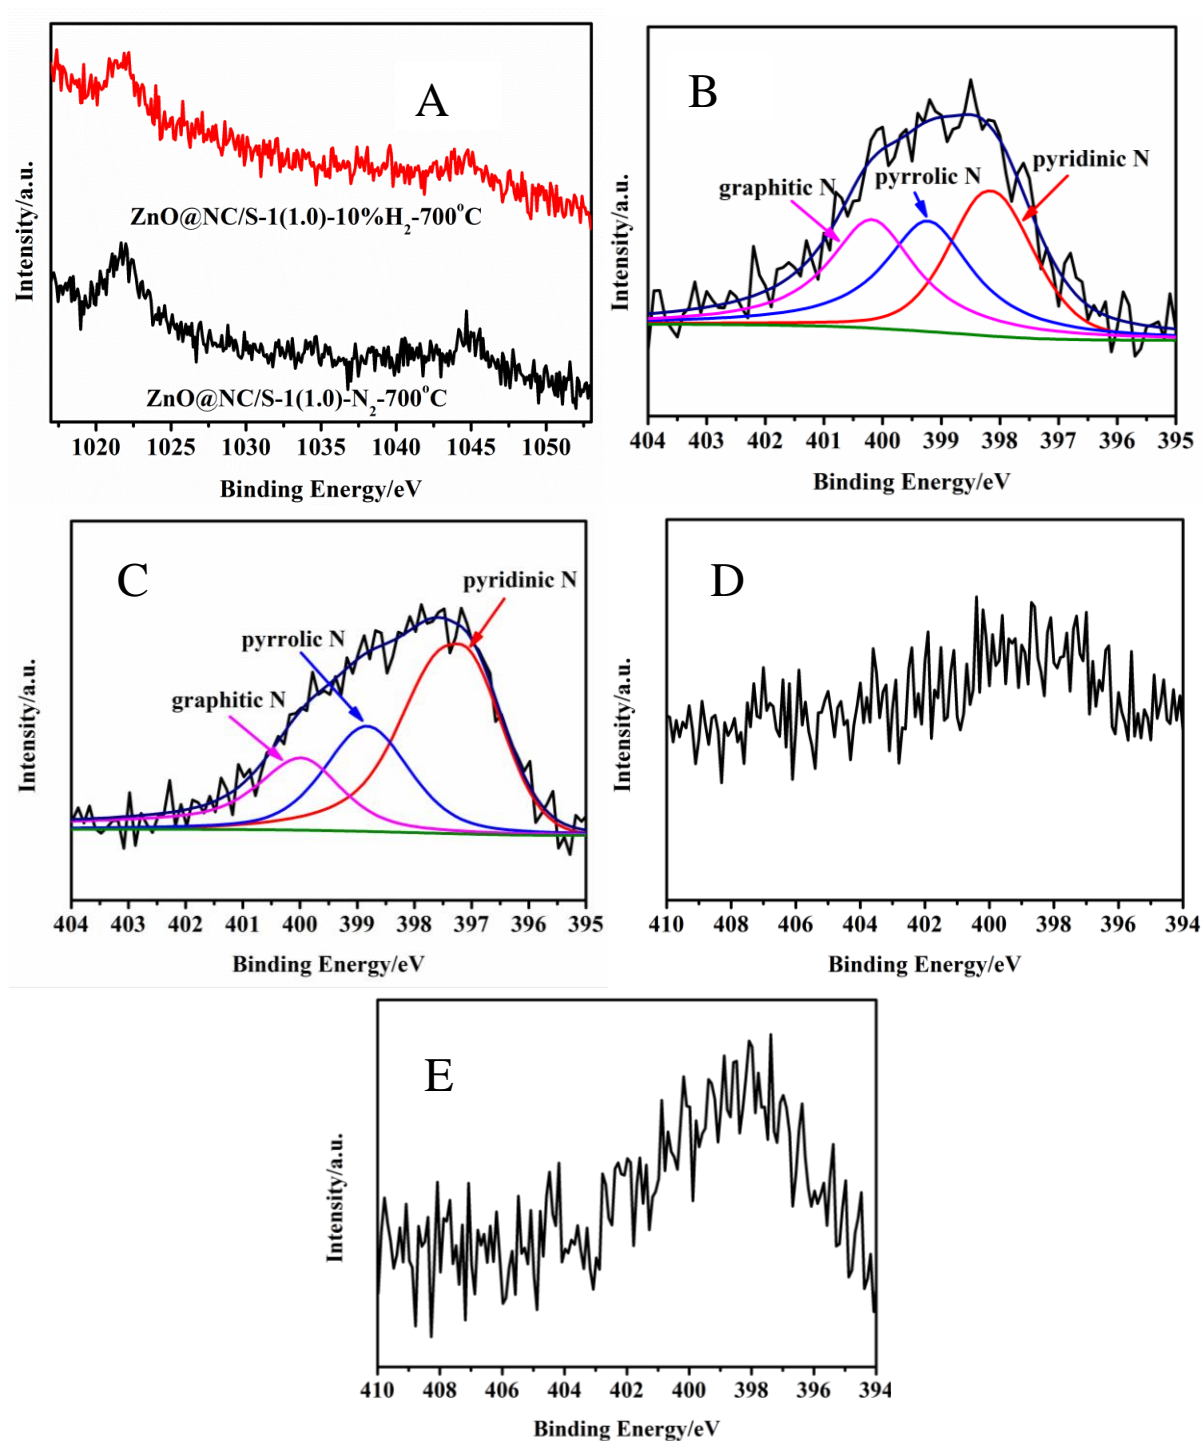 A
Intensity/a.u.
ZnO@NC/S-1(1.0)-10%H₂-700°C
ZnO@NC/S-1(1.0)-N₂-700°C
1020 1025 1030 1035 1040 1045 1050
Binding Energy/eV
B
Intensity/a.u.
graphitic N
pyrrolic N
pyridinic N
404 403 402 401 400 399 398 397 396 395
Binding Energy/eV
C
Intensity/a.u.
pyridinic N
pyrrolic N
graphitic N
404 403 402 401 400 399 398 397 396 395
Binding Energy/eV
D
Intensity/a.u.
410 408 406 404 402 400 398 396 394
Binding Energy/eV
E
Intensity/a.u.
410 408 406 404 402 400 398 396 394
Binding Energy/eV